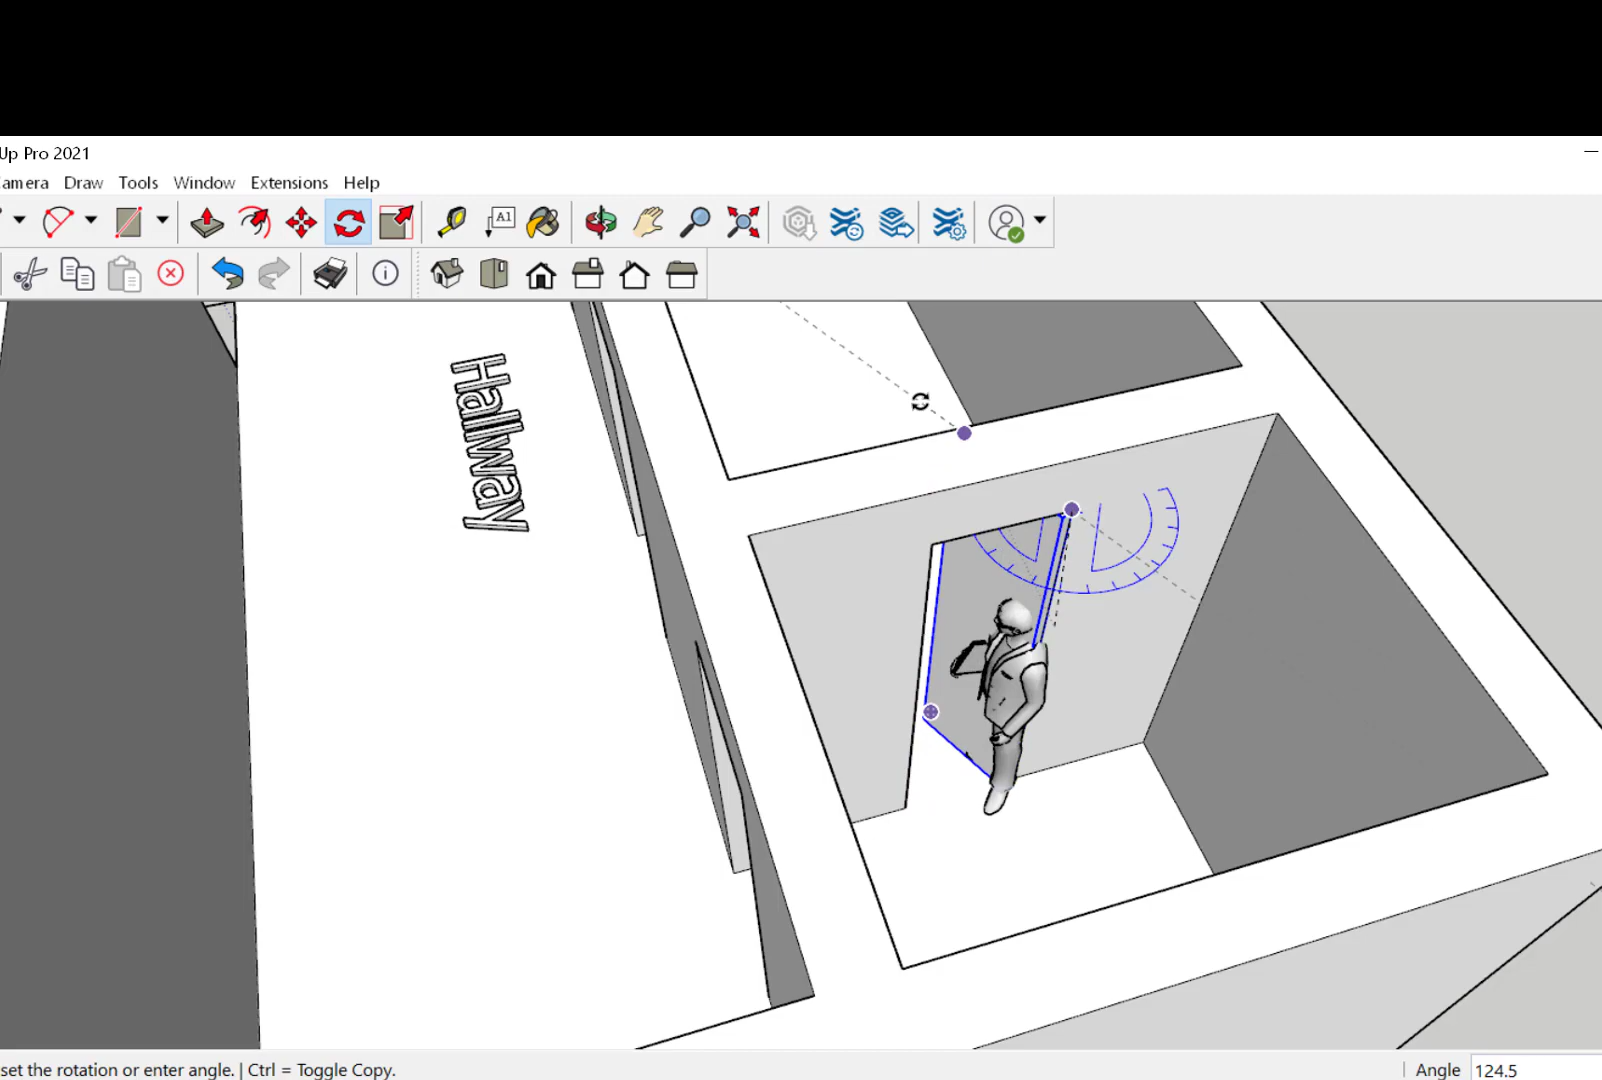 Up Pro 2021
amera Draw Tools Window Extensions Help
A1
Hallway
set the rotation or enter angle. | Ctrl = Toggle Copy.
Angle 124.5